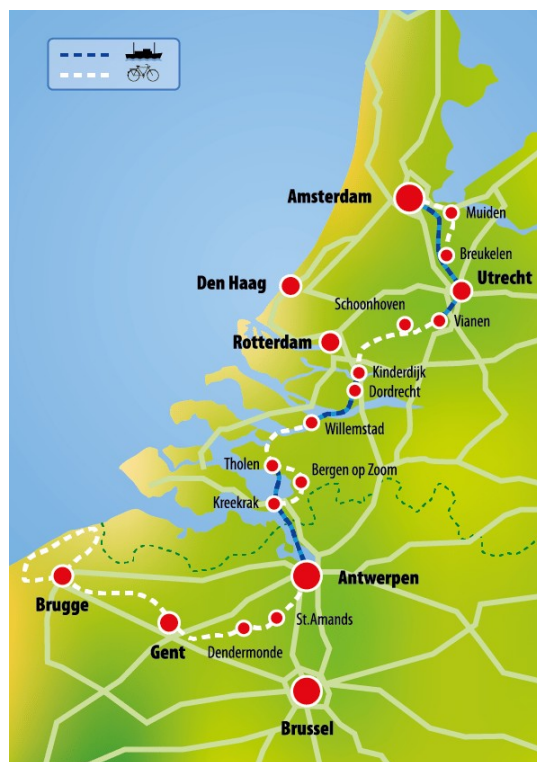 Amsterdam
Muiden
Breukelen
Den Haag
Utrecht
Schoonhoven
Vianen
Rotterdam
Kinderdijk
Dordrecht
Willemstad
Tholen
Bergen op Zoom
Kreekrak
Antwerpen
Brugge
St.Amands
Gent
Dendermonde
Brussel